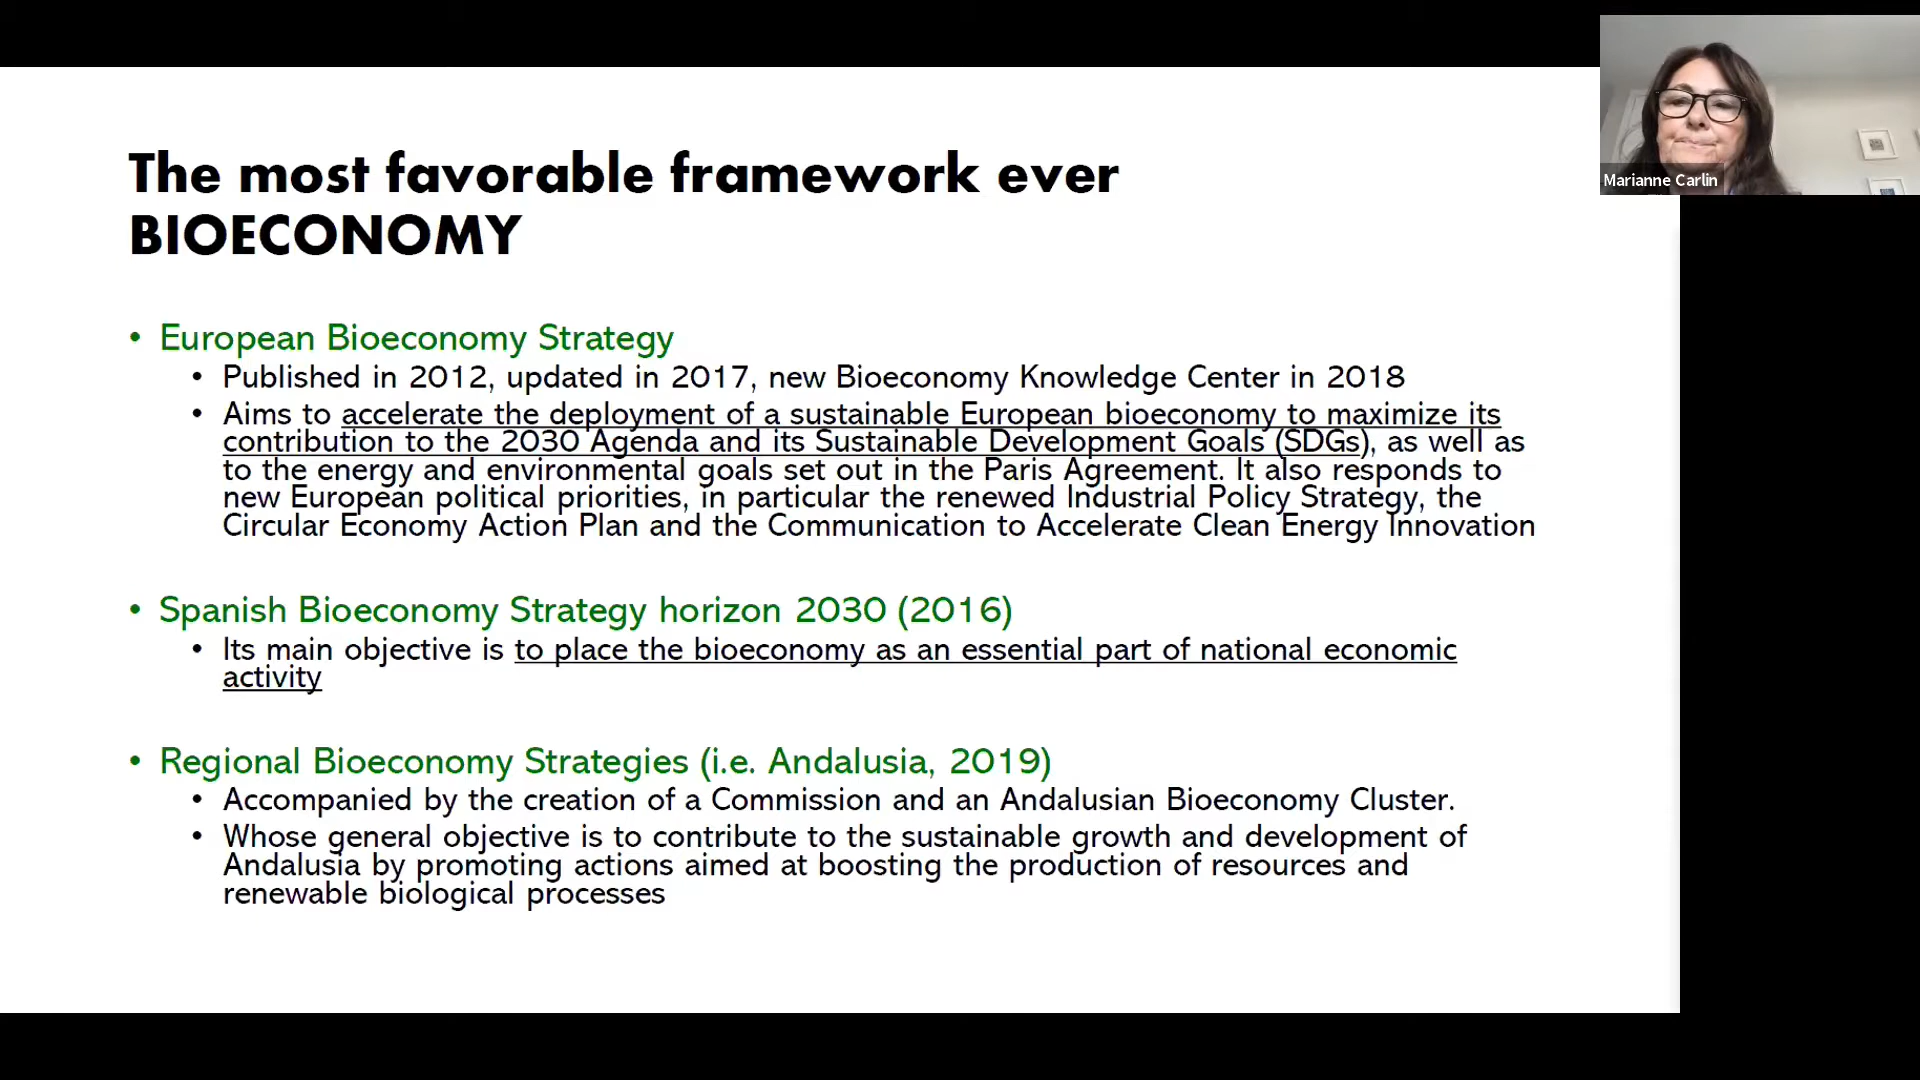 The most favorable framework ever
BIOECONOMY
• European Bioeconomy Strategy
• Published in 2012, updated in 2017, new Bioeconomy Knowledge Center in 2018
• Aims to accelerate the deployment of a sustainable European bioeconomy to maximize its
contribution to the 2030 Agenda and its Sustainable Development Goals (SDGs), as well as
to the energy and environmental goals set out in the Paris Agreement. It also responds to
new European political priorities, in particular the renewed Industrial Policy Strategy, the
Circular Economy Action Plan and the Communication to Accelerate Clean Energy Innovation
• Spanish Bioeconomy Strategy horizon 2030 (2016)
• Its main objective is to place the bioeconomy as an essential part of national economic
activity
• Regional Bioeconomy Strategies (i.e. Andalusia, 2019)
• Accompanied by the creation of a Commission and an Andalusian Bioeconomy Cluster.
• Whose general objective is to contribute to the sustainable growth and development of
Andalusia by promoting actions aimed at boosting the production of resources and
renewable biological processes
Marianne Carlin